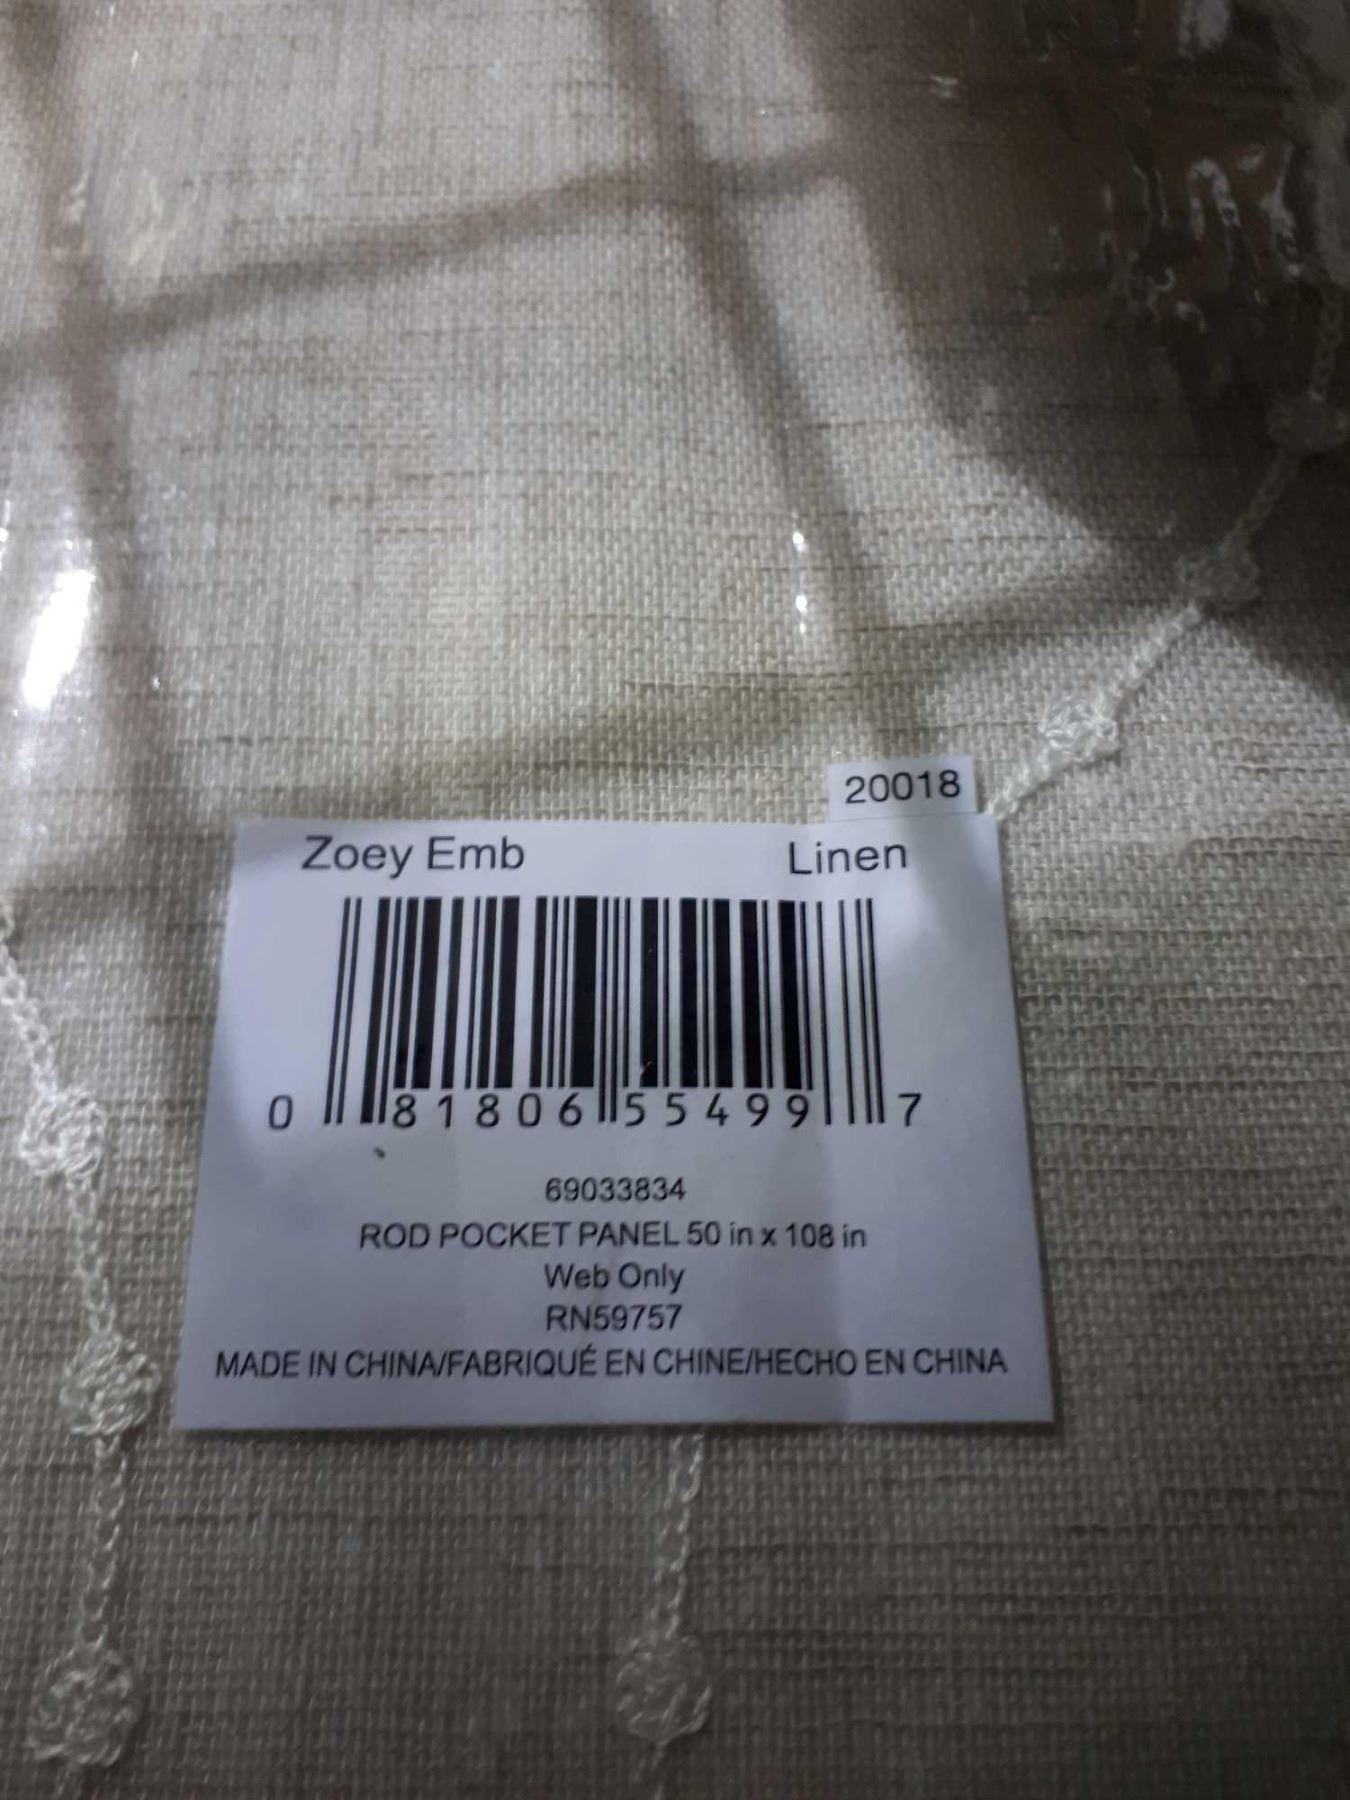 20018
Zoey Emb Linen
0 81806 55499 7
69033834
ROD POCKET PANEL 50 in x 108 in
Web Only
RN59757
MADE IN CHINA/FABRIQUÉ EN CHINE/HECHO EN CHINA